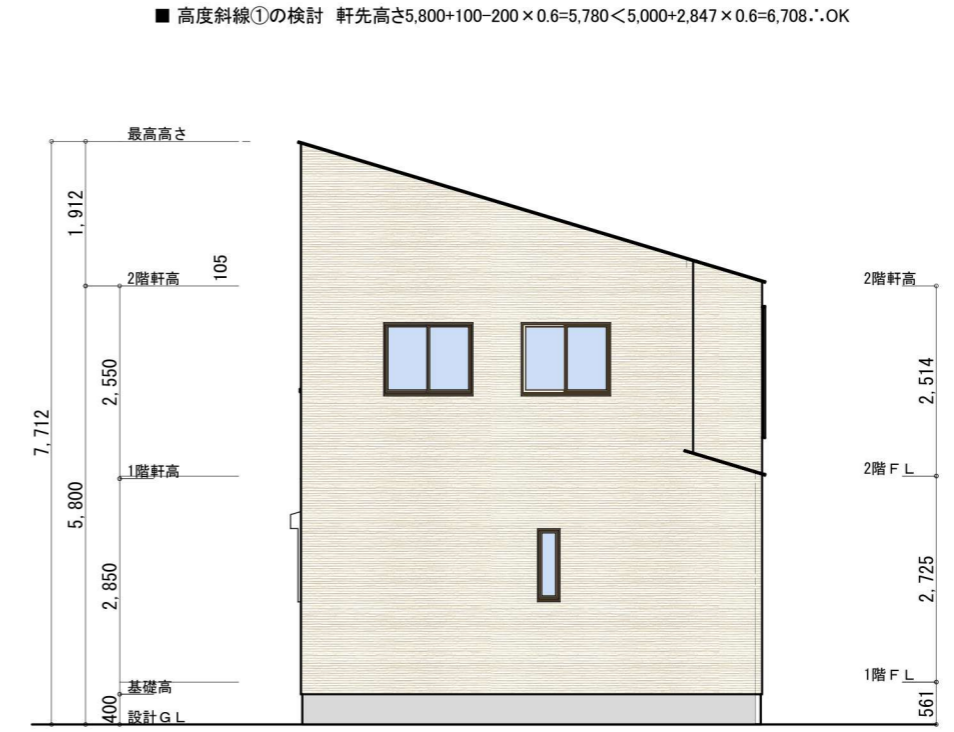 ■ 高度斜線①の検討 軒先高さ5,800+100-200×0.6=5,780＜5,000+2,847×0.6=6,708∴OK
最高高さ
1,912
105
2階軒高
2階軒高
2,550
2,514
7,712
1階軒高
2階ＦＬ
5,800
2,850
2,725
1階ＦＬ
基礎高
400
設計ＧＬ
561